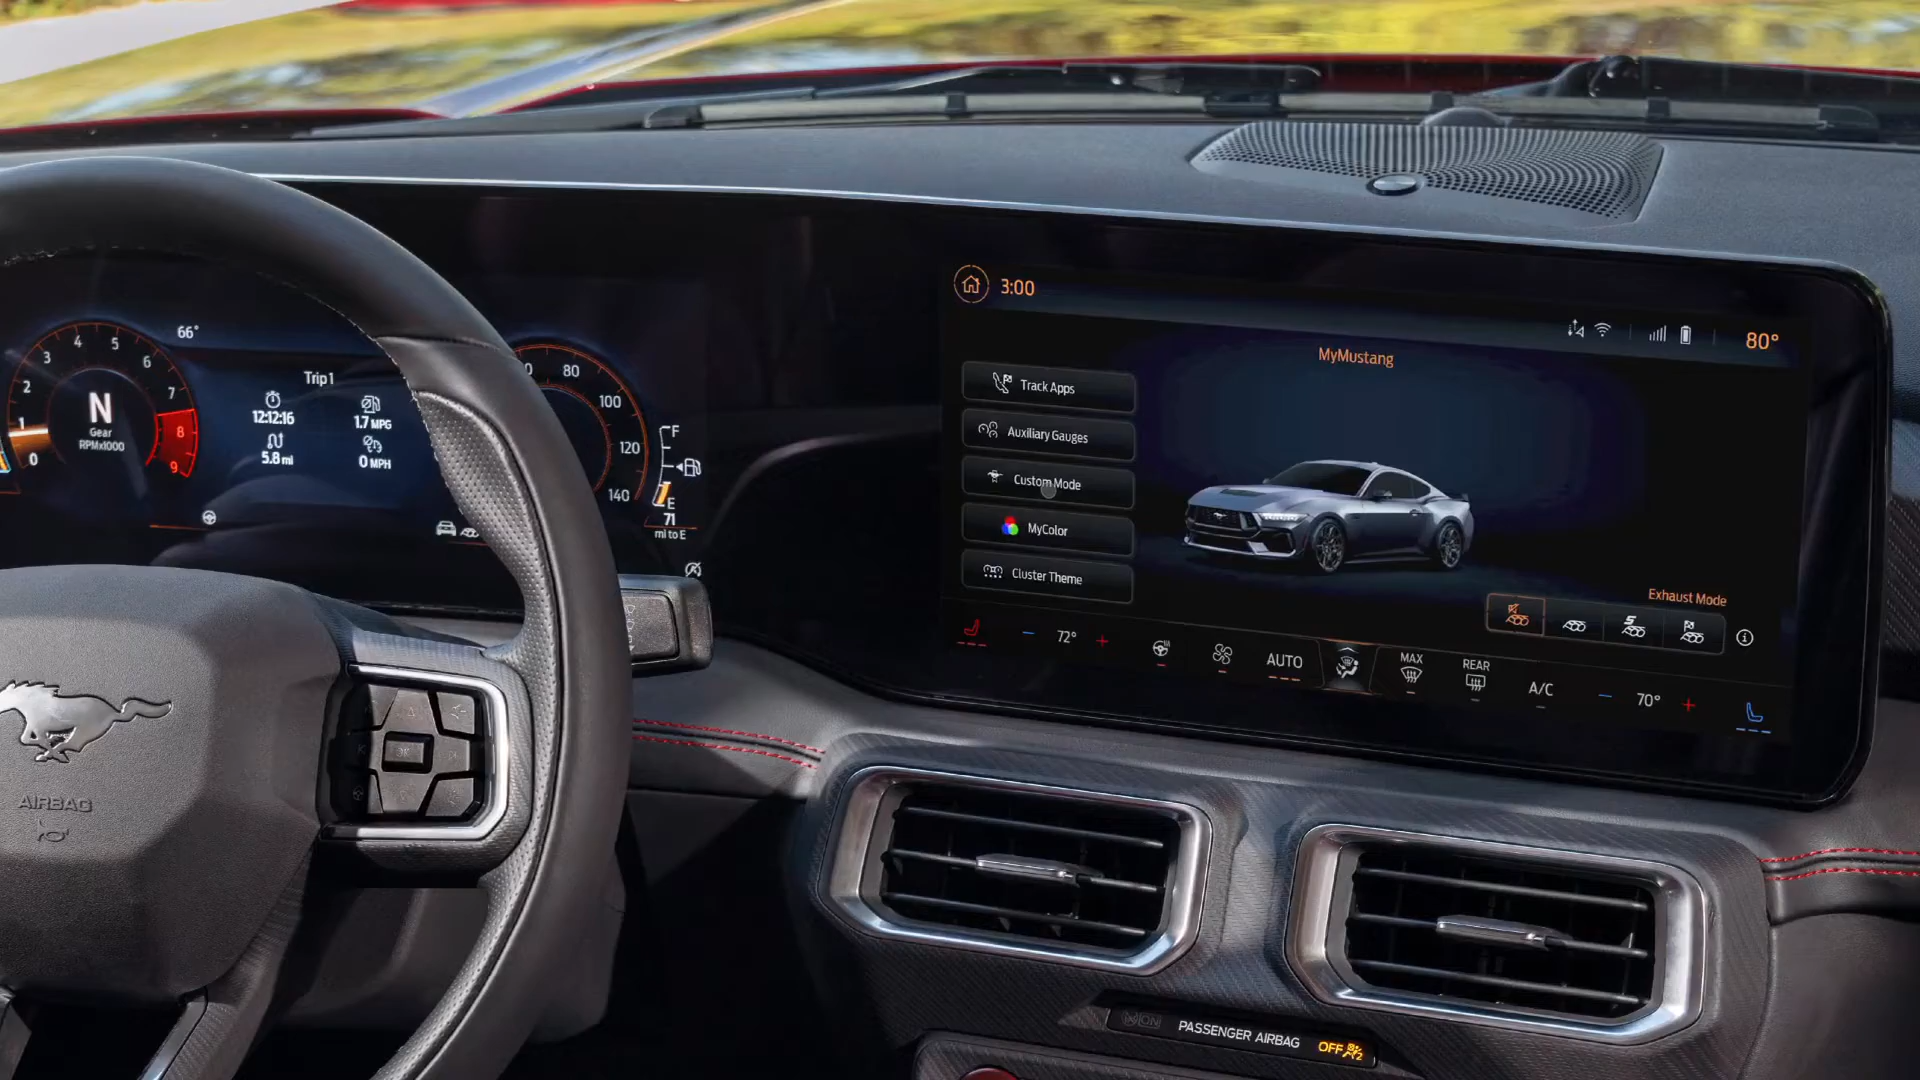 3:00
80°
MyMustang
Track Apps
Auxiliary Gauges
Custom Mode
MyColor
Cluster Theme
Exhaust Mode
72°
AUTO
MAX
REAR
A/C
70°
66°
Trip 1
12:12:16
1.7 MPG
5.8 mi
0 MPH
0
1
2
3
4
5
6
7
8
9
N
Gear
RPMx1000
80
100
120
140
F
E
71
mi to E
AIRBAG
ON
PASSENGER AIRBAG
OFF
2